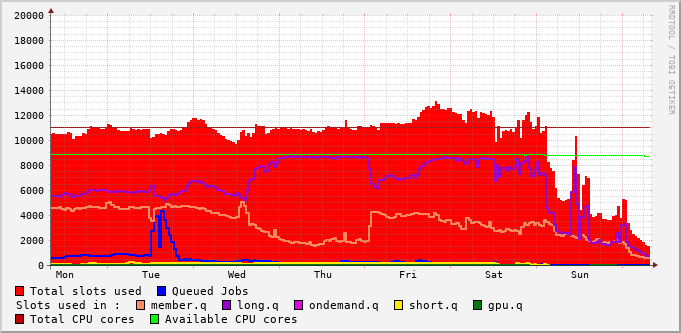 20000
18000
16000
14000
12000
10000
8000
6000
4000
2000
0
Mon Tue Wed Thu Fri Sat Sun
Total slots used Queued Jobs
Slots used in : member.q long.q ondemand.q short.q gpu.q
Total CPU cores Available CPU cores
RRDTOOL / TOBI OETIKER